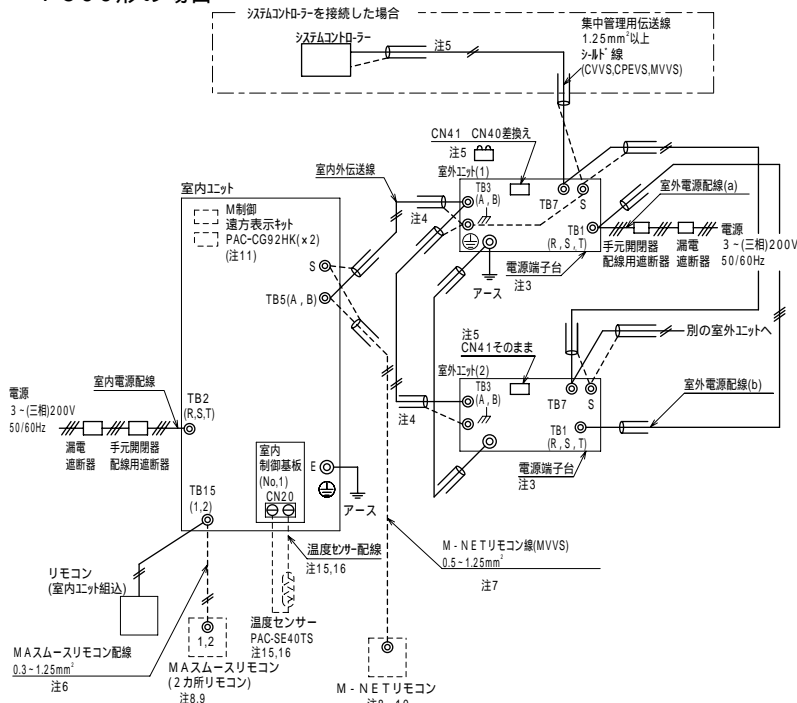 システムコントローラーを接続した場合
システムコントローラー
注5
集中管理用伝送線
1.25mm²以上
シールド線
(CVVS,CPEVS,MVVS)
CN41 CN40差換え
注5
室外ユニット(1)
TB3
(A,B)
TB7
S
TB1
(R,S,T)
室内外伝送線
注4
室外電源配線(a)
手元開閉器
配線用遮断器
漏電
遮断器
電源
3~(三相)200V
50/60Hz
電源端子台
注3
アース
室内ユニット
M制御
遠方表示キット
PAC-CG92HK(×2)
(注11)
S
TB5(A,B)
注5
CN41そのまま
室外ユニット(2)
TB3
(A,B)
TB7
S
TB1
(R,S,T)
注4
別の室外ユニットへ
室外電源配線(b)
電源端子台
注3
電源
3~(三相)200V
50/60Hz
室内電源配線
TB2
(R,S,T)
漏電
遮断器
手元開閉器
配線用遮断器
室内
制御基板
(No,1)
CN20
E
アース
TB15
(1,2)
温度センサー配線
注15,16
M-NETリモコン線(MVVS)
0.5~1.25mm²
注7
リモコン
(室内ユニット組込)
温度センサー
PAC-SE40TS
注15,16
1,2
MAスムースリモコン配線
0.3~1.25mm²
注6
MAスムースリモコン
(2カ所リモコン)
注8,9
M-NETリモコン